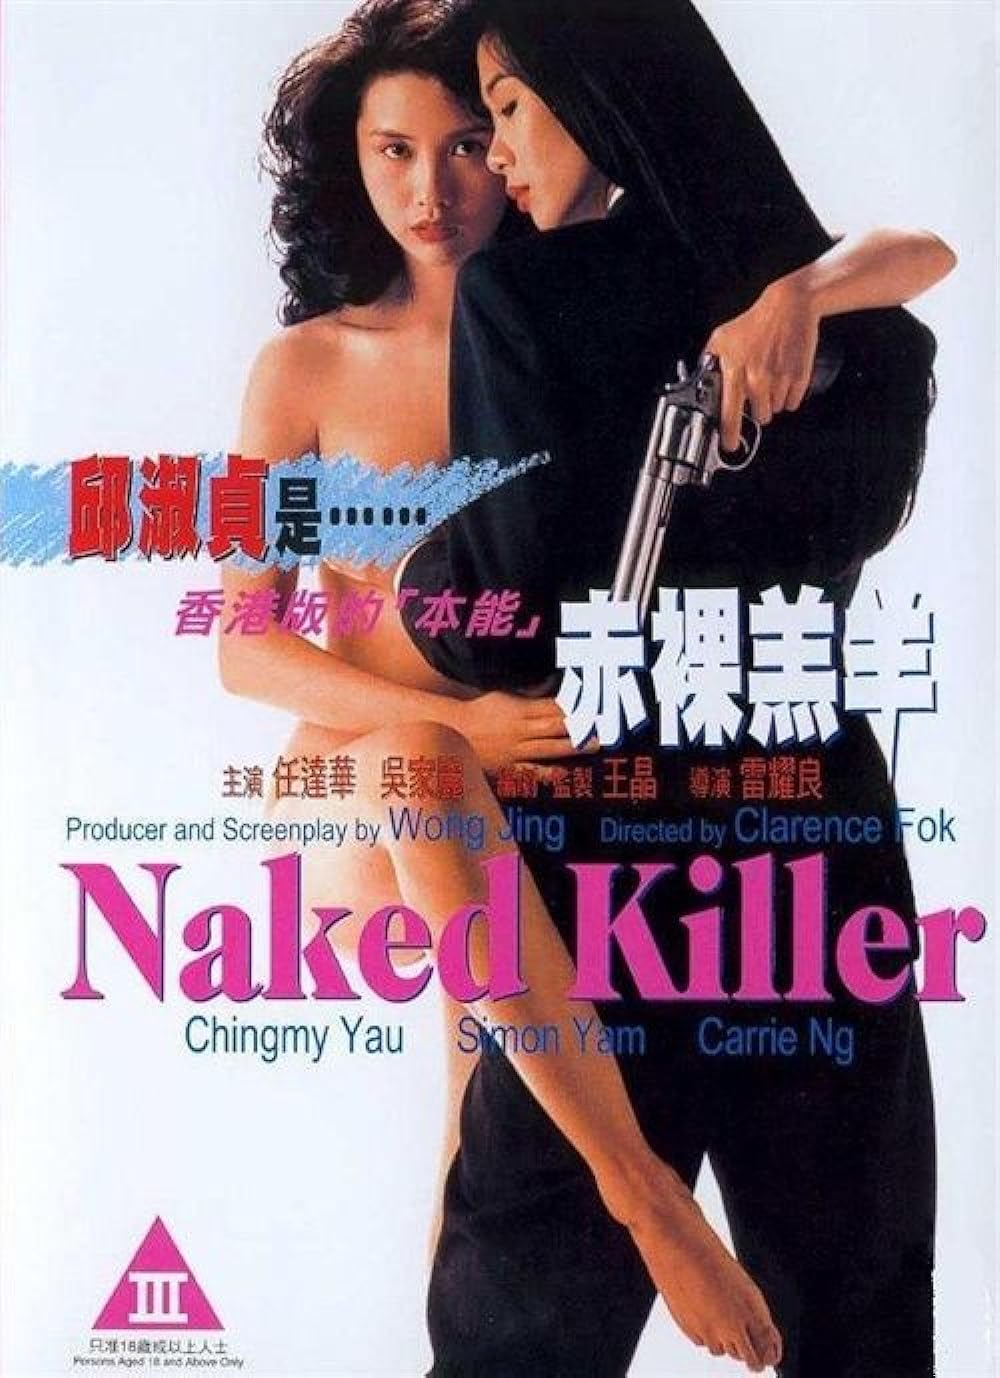 邱淑貞是……
香港版的「本能」
赤裸羔羊
主演 任達華 吳家麗 編劇·監製 王晶 導演 雷耀良
Producer and Screenplay by Wong Jing Directed by Clarence Fok
Naked Killer
Chingmy Yau Simon Yam Carrie Ng
III
只准18歲或以上人士
Persons Aged 18 and Above Only